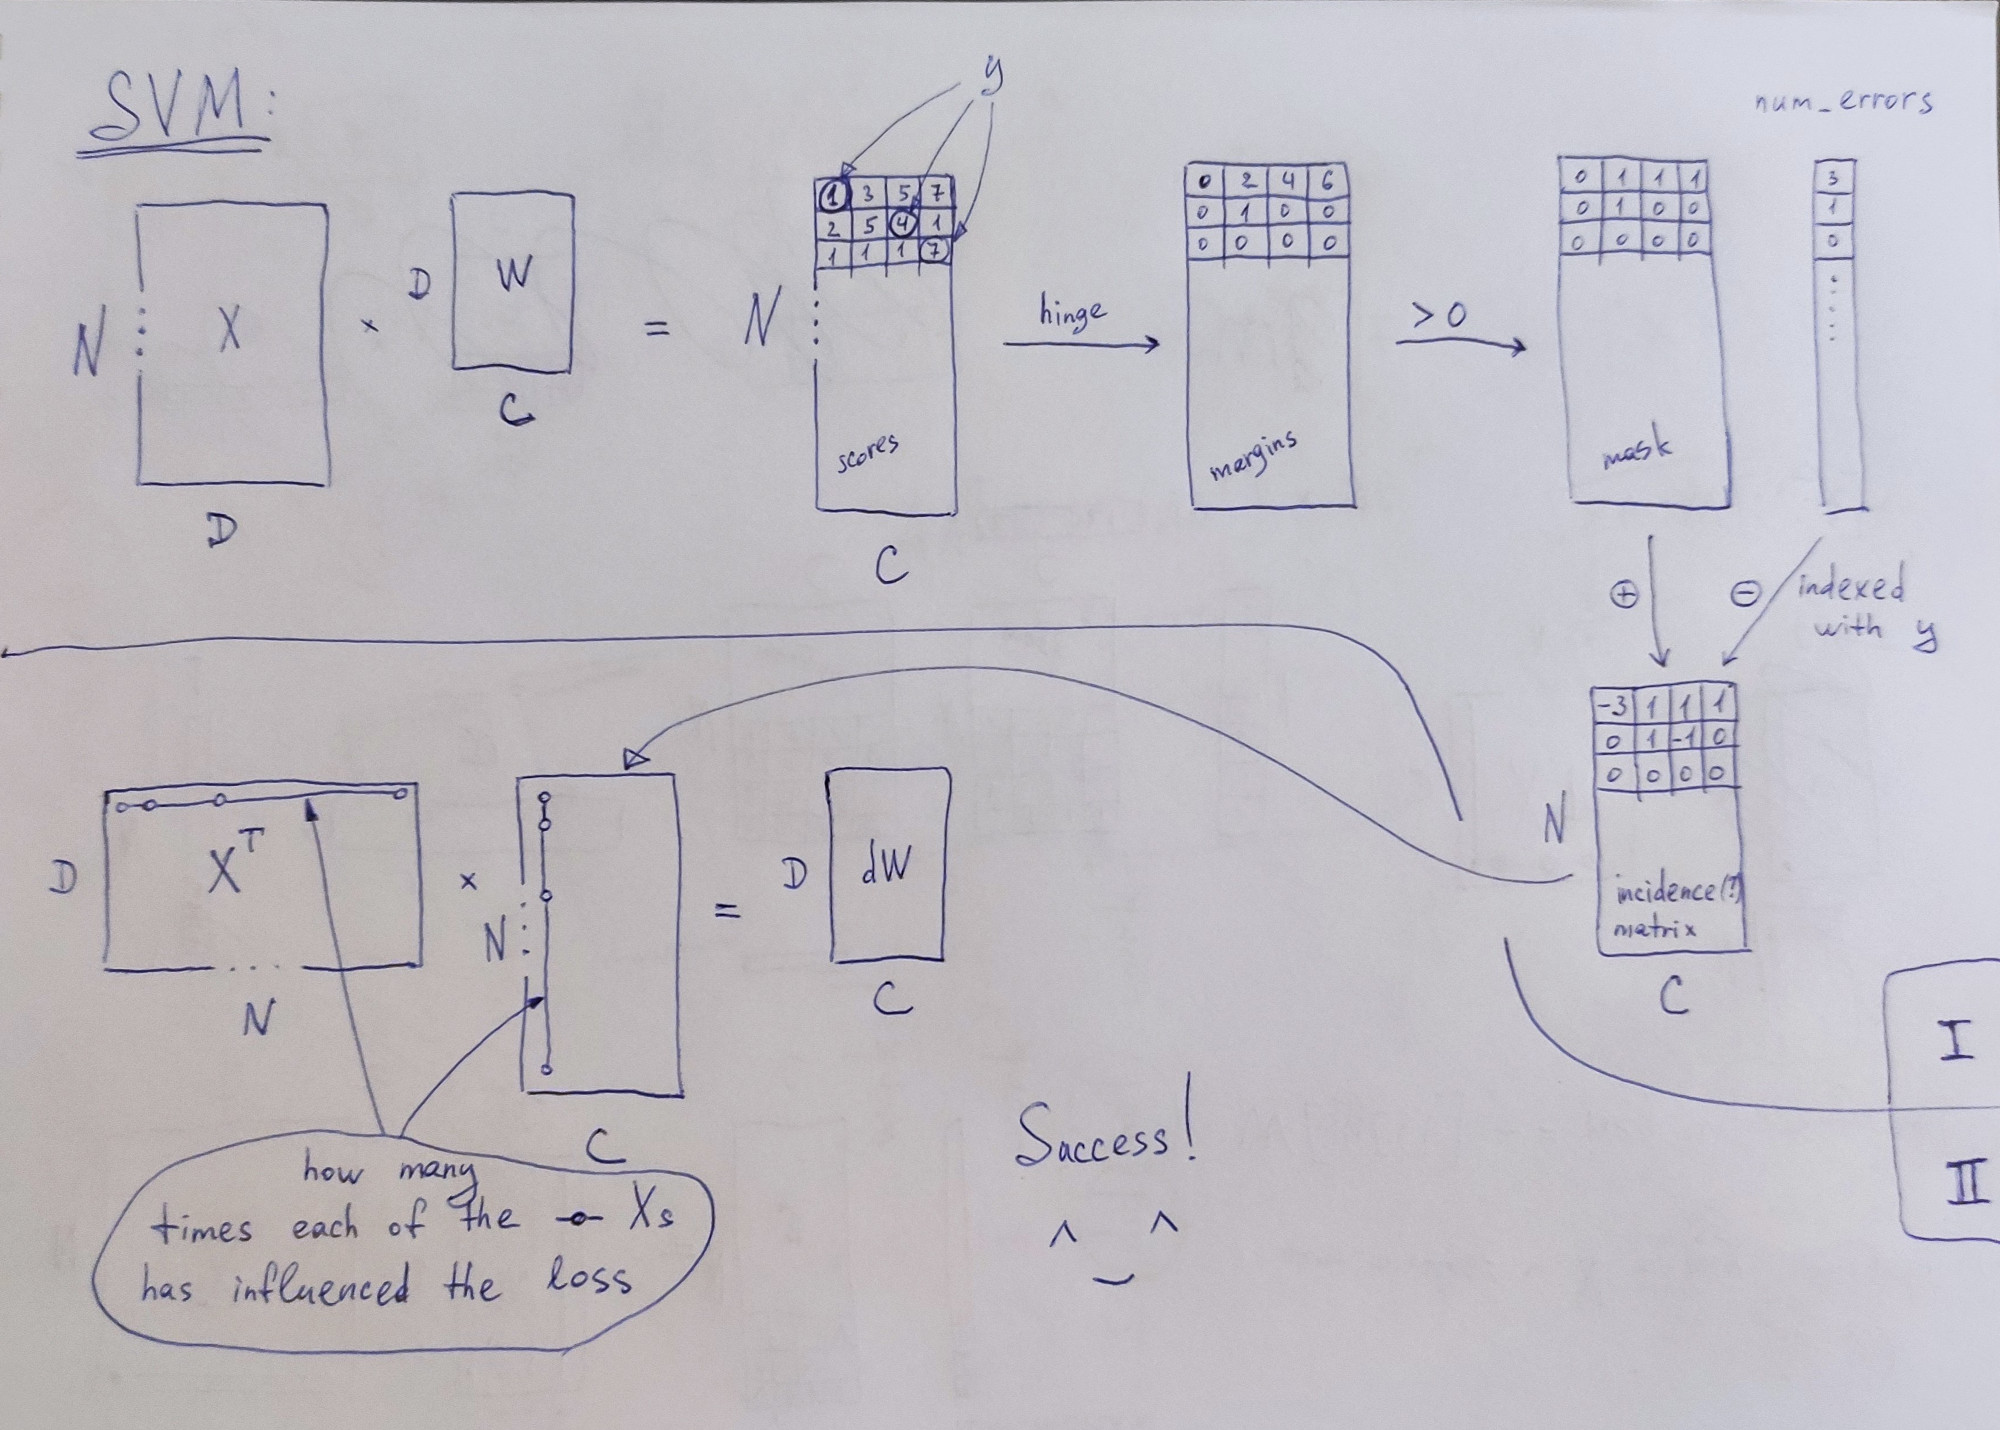 SVM:
y
num_errors
N X D
×
D W C
=
N
1 3 5 7
2 5 4 1
1 1 1 7
scores
C
hinge
0 2 4 6
0 1 0 0
0 0 0 0
margins
> 0
0 1 1 1
0 1 0 0
0 0 0 0
mask
3
1
0
+
− indexed
with y
-3 1 1 1
0 1 -1 0
0 0 0 0
N
incidence(?)
matrix
C
D X^T N
×
N C
=
D dW C
how many
times each of the Xs
has influenced the loss
Success!
^ ^
I
II